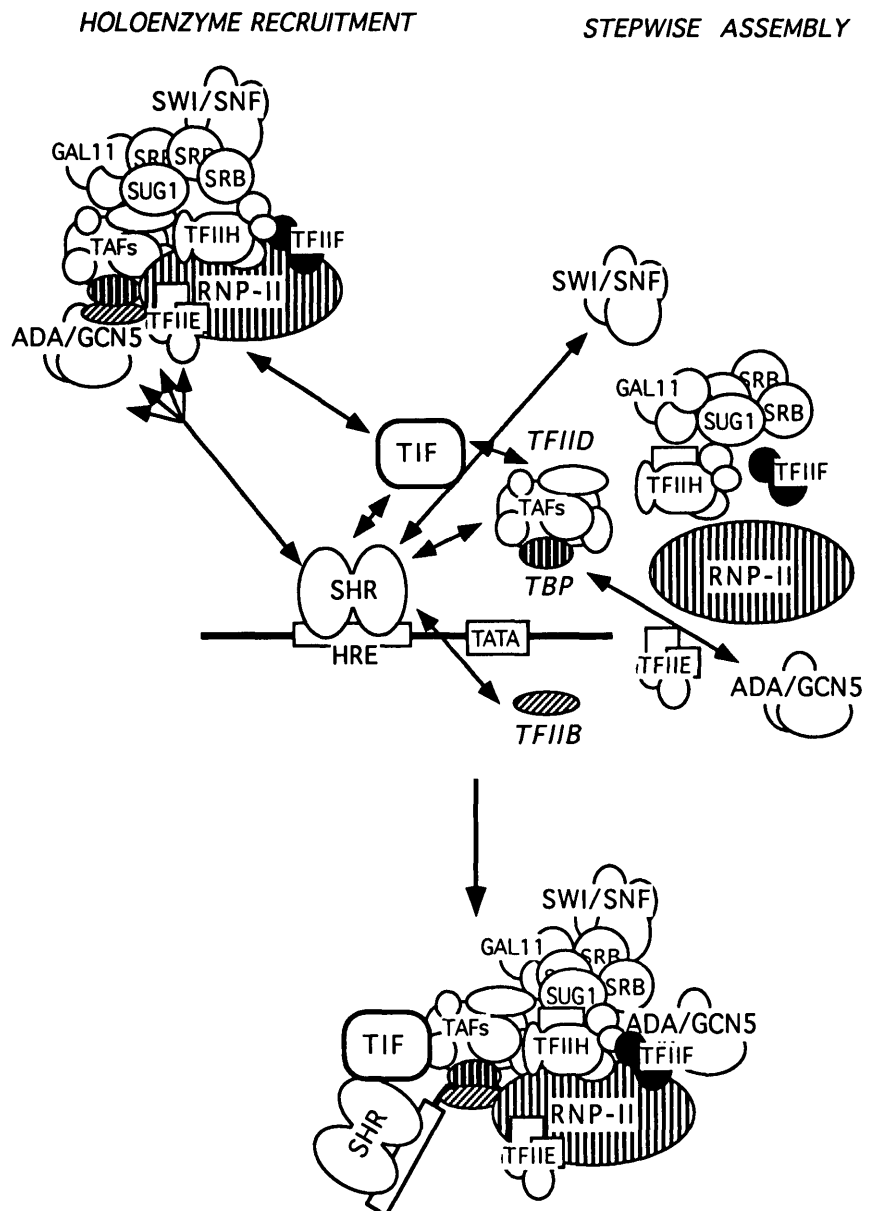 HOLOENZYME RECRUITMENT
STEPWISE ASSEMBLY
SWI/SNF
GAL11
SRB
SRB
SRB
SUG1
TAFs
TFIIH
TFIIF
RNP-II
TFIIE
ADA/GCN5
SWI/SNF
GAL11
SRB
SRB
SUG1
TIF
TFIID
TFIIH
TFIIF
TAFs
RNP-II
TBP
SHR
TATA
HRE
TFIIE
ADA/GCN5
TFIIB
SWI/SNF
GAL11
SRB
SRB
SUG1
TAFs
ADA/GCN5
TIF
TFIIH
TFIIF
RNP-II
SHR
TFIIE